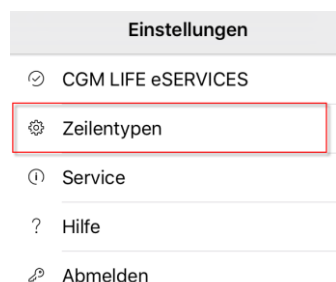 Einstellungen
CGM LIFE eSERVICES
Zeilentypen
Service
? Hilfe
Abmelden